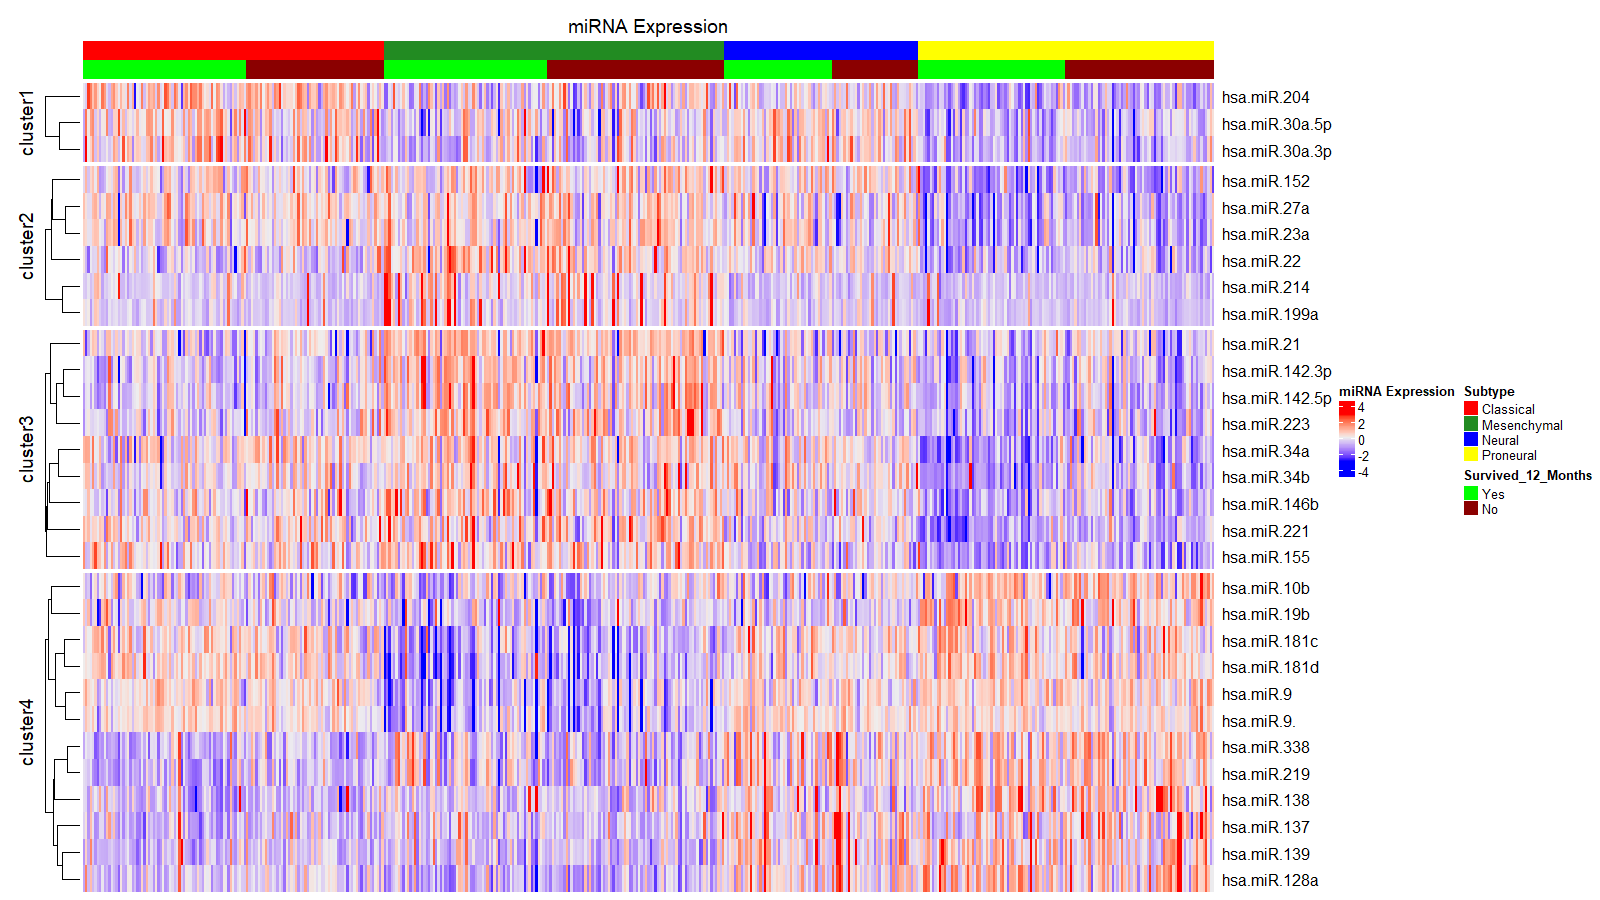 miRNA Expression
cluster1
hsa.miR.204
hsa.miR.30a.5p
hsa.miR.30a.3p
cluster2
hsa.miR.152
hsa.miR.27a
hsa.miR.23a
hsa.miR.22
hsa.miR.214
hsa.miR.199a
cluster3
hsa.miR.21
hsa.miR.142.3p
hsa.miR.142.5p
hsa.miR.223
hsa.miR.34a
hsa.miR.34b
hsa.miR.146b
hsa.miR.221
hsa.miR.155
cluster4
hsa.miR.10b
hsa.miR.19b
hsa.miR.181c
hsa.miR.181d
hsa.miR.9
hsa.miR.9.
hsa.miR.338
hsa.miR.219
hsa.miR.138
hsa.miR.137
hsa.miR.139
hsa.miR.128a
miRNA Expression
4
2
0
-2
-4
Subtype
Classical
Mesenchymal
Neural
Proneural
Survived_12_Months
Yes
No